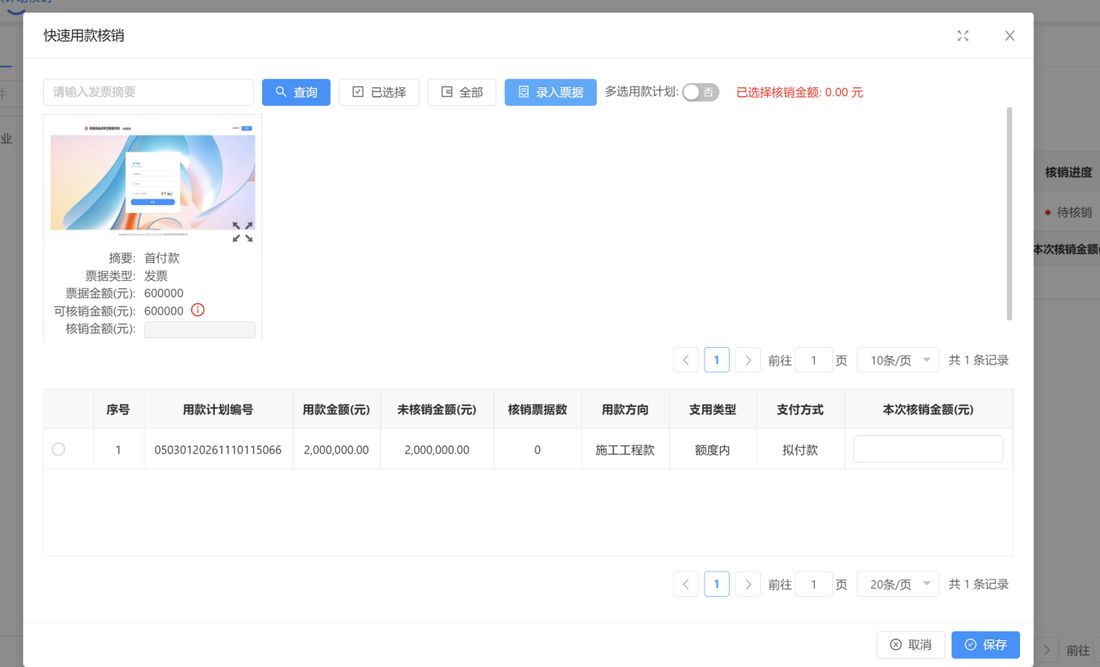 快速用款核销
请输入发票摘要 查询 已选择 全部 录入票据 多选用款计划: 否 已选择核销金额: 0.00 元
摘要: 首付款
票据类型: 发票
票据金额(元): 600000
可核销金额(元): 600000
核销金额(元):
1 前往 1 页 10条/页 共 1 条记录
序号 用款计划编号 用款金额(元) 未核销金额(元) 核销票据数 用款方向 支用类型 支付方式 本次核销金额(元)
1 05030120261110115066 2,000,000.00 2,000,000.00 0 施工工程款 额度内 拟付款
1 前往 1 页 20条/页 共 1 条记录
取消 保存
件
业
核销进度
待核销
本次核销金额(
前往